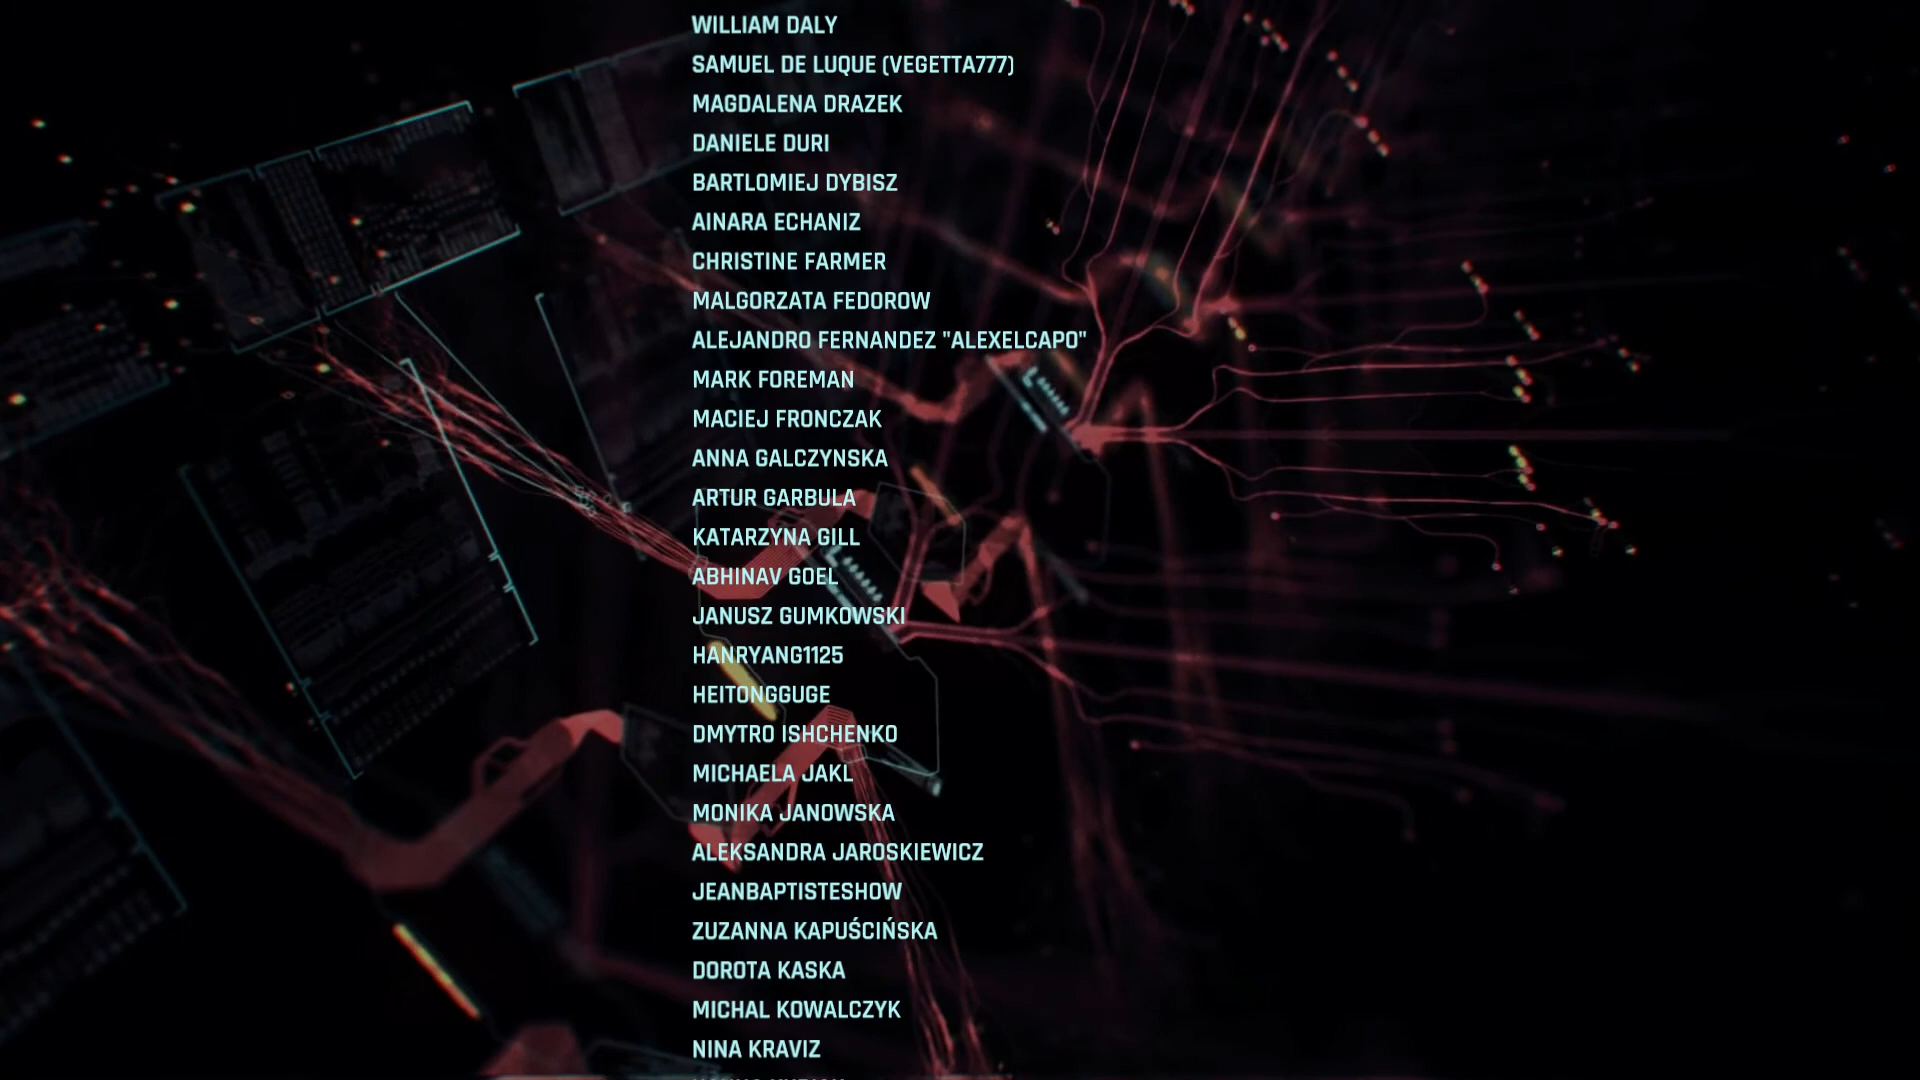 WILLIAM DALY
SAMUEL DE LUQUE (VEGETTA777)
MAGDALENA DRAZEK
DANIELE DURI
BARTLOMIEJ DYBISZ
AINARA ECHANIZ
CHRISTINE FARMER
MALGORZATA FEDOROW
ALEJANDRO FERNANDEZ "ALEXELCAPO"
MARK FOREMAN
MACIEJ FRONCZAK
ANNA GALCZYNSKA
ARTUR GARBULA
KATARZYNA GILL
ABHINAV GOEL
JANUSZ GUMKOWSKI
HANRYANG1125
HEITONGGUGE
DMYTRO ISHCHENKO
MICHAELA JAKL
MONIKA JANOWSKA
ALEKSANDRA JAROSKIEWICZ
JEANBAPTISTESHOW
ZUZANNA KAPUŚCIŃSKA
DOROTA KASKA
MICHAL KOWALCZYK
NINA KRAVIZ